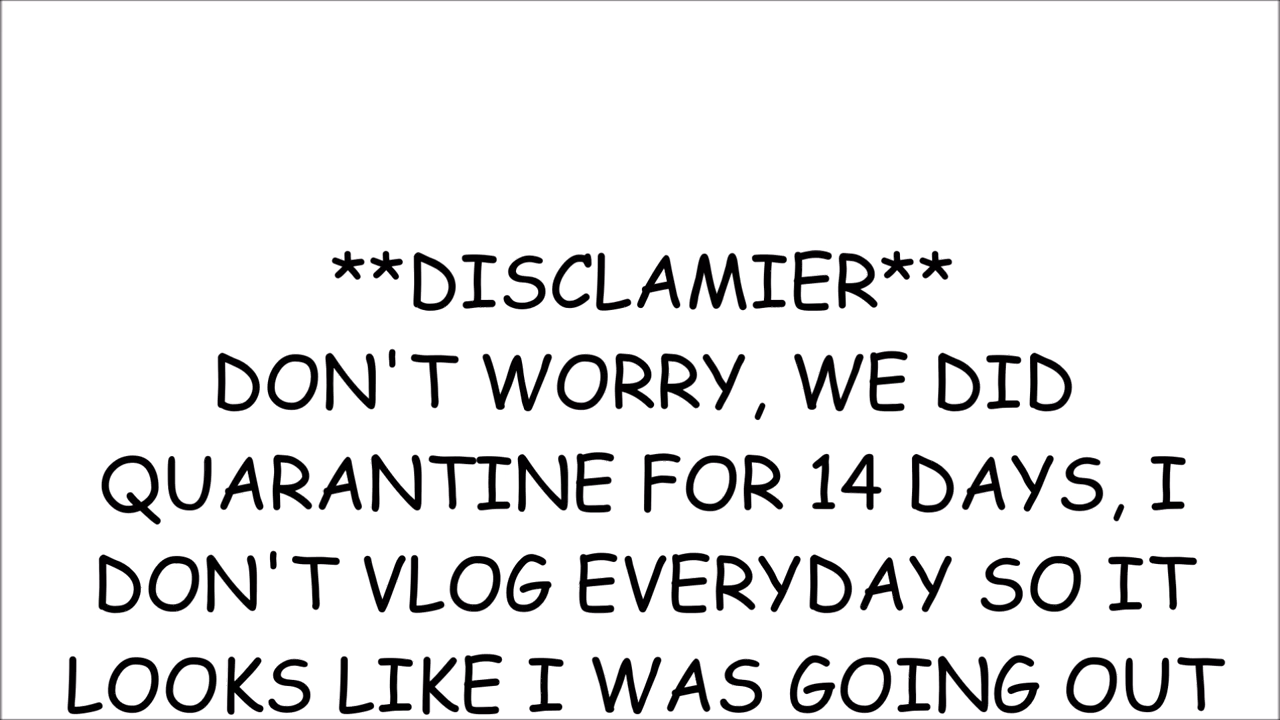 **DISCLAMIER**
DON'T WORRY, WE DID
QUARANTINE FOR 14 DAYS, I
DON'T VLOG EVERYDAY SO IT
LOOKS LIKE I WAS GOING OUT